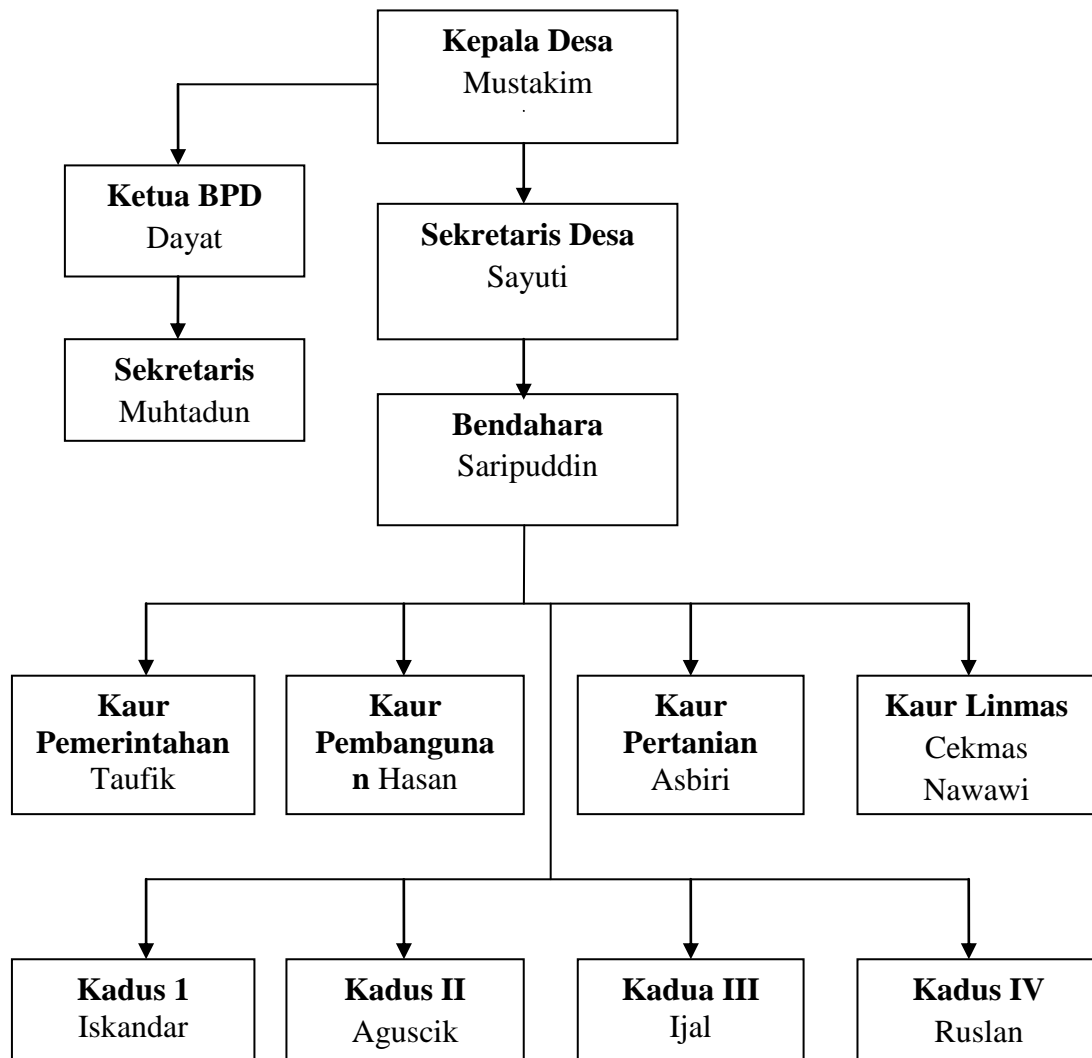 Kepala Desa
Mustakim
.
Ketua BPD
Dayat
Sekretaris Desa
Sayuti
Sekretaris
Muhtadun
Bendahara
Saripuddin
Kaur
Pemerintahan
Taufik
Kaur
Pembanguna
n Hasan
Kaur
Pertanian
Asbiri
Kaur Linmas
Cekmas
Nawawi
Kadus 1
Iskandar
Kadus II
Aguscik
Kadua III
Ijal
Kadus IV
Ruslan